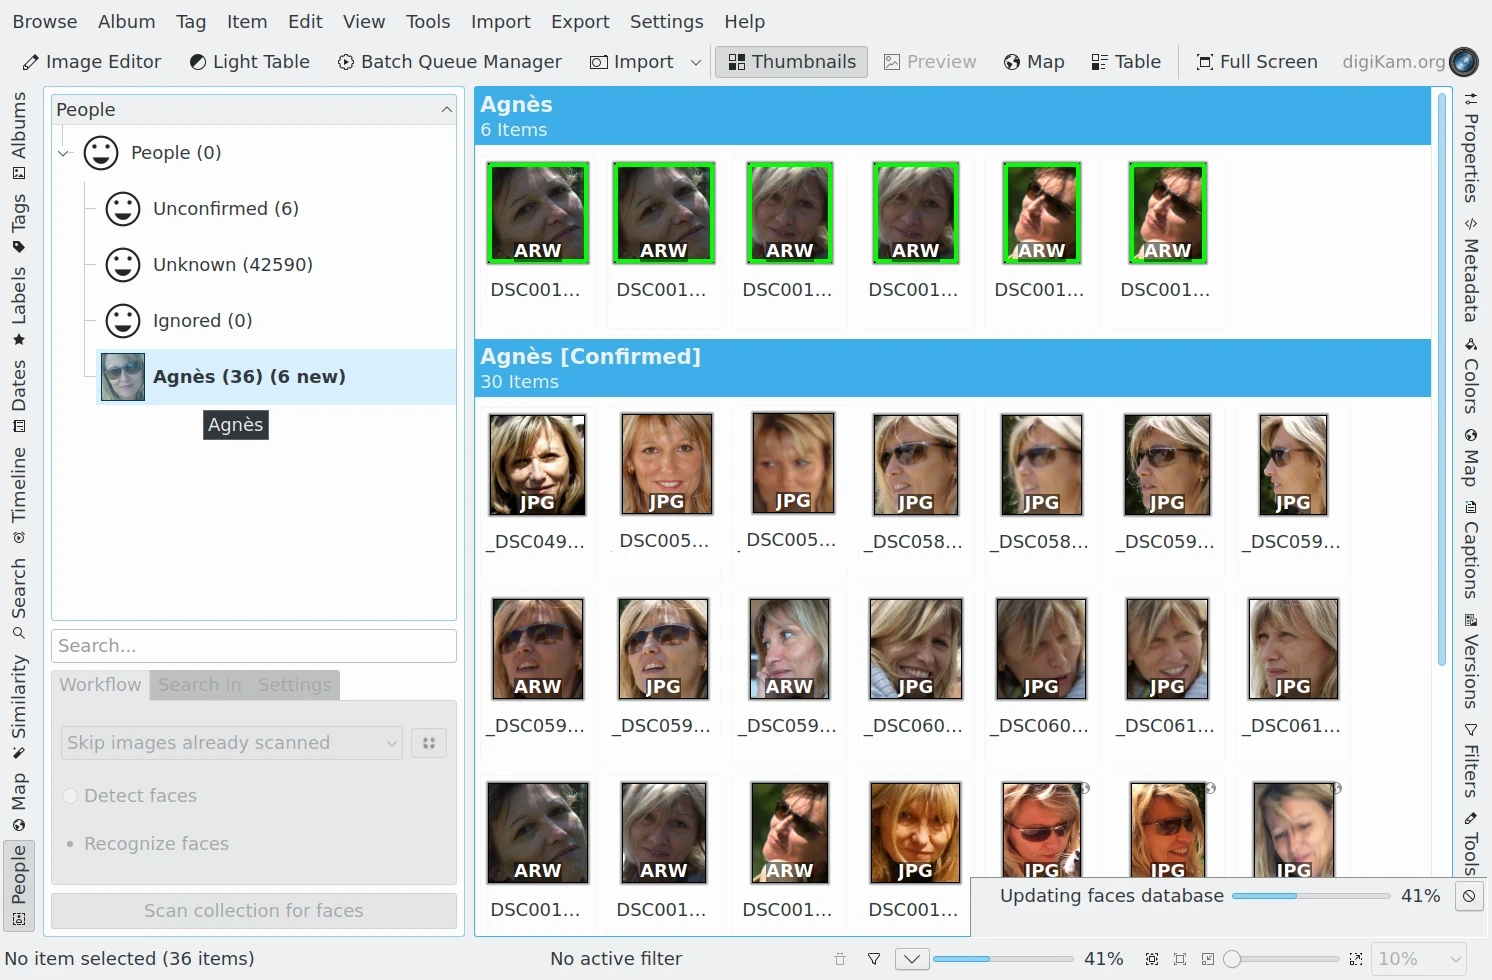 Browse Album Tag Item Edit View Tools Import Export Settings Help
Image Editor Light Table Batch Queue Manager Import Thumbnails Preview Map Table Full Screen digiKam.org
Albums
Tags
Labels
Dates
Timeline
Search
Similarity
Map
People
People
People (0)
Unconfirmed (6)
Unknown (42590)
Ignored (0)
Agnès (36) (6 new)
Agnès
Search...
Workflow Search in Settings
Skip images already scanned
Detect faces
Recognize faces
Scan collection for faces
Agnès
6 Items
ARW ARW ARW ARW ARW ARW
DSC001... DSC001... DSC001... DSC001... DSC001... DSC001...
Agnès [Confirmed]
30 Items
JPG JPG JPG JPG JPG JPG JPG
_DSC049... DSC005... DSC005... _DSC058... _DSC058... _DSC059... _DSC059...
ARW JPG ARW JPG JPG JPG JPG
_DSC059... _DSC059... _DSC059... _DSC060... _DSC060... _DSC061... _DSC061...
ARW ARW ARW JPG JPG JPG JPG
DSC001... DSC001... DSC001... DSC001...
Updating faces database 41%
Properties
Metadata
Colors
Map
Captions
Versions
Filters
Tools
No item selected (36 items) No active filter 41% 10%